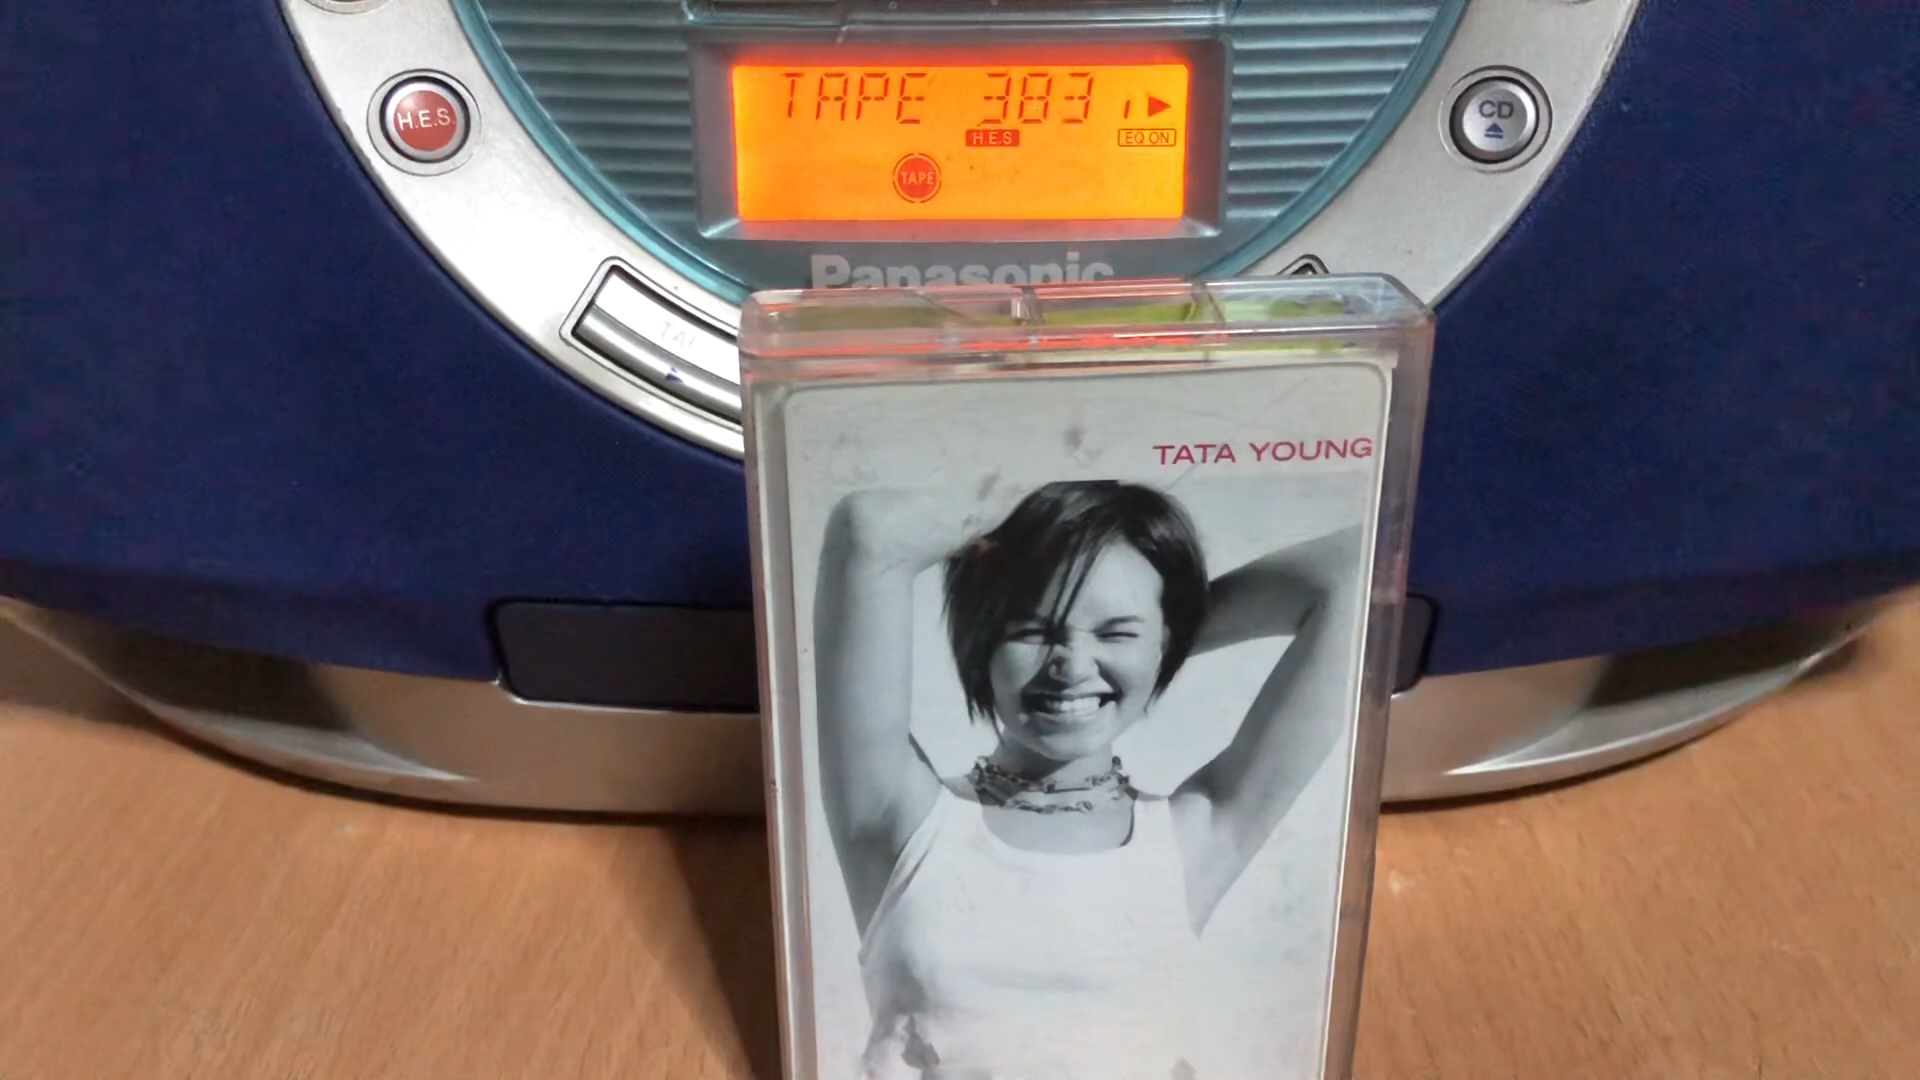 TAPE 383
H.E.S
EQ ON
TAPE
H.E.S.
CD
Panasonic
TATA YOUNG